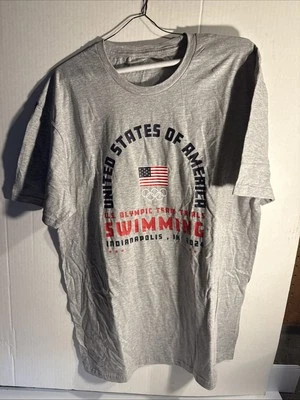 UNITED STATES OF AMERICA
U.S. OLYMPIC TEAM TRIALS
SWIMMING
INDIANAPOLIS, IN 2024